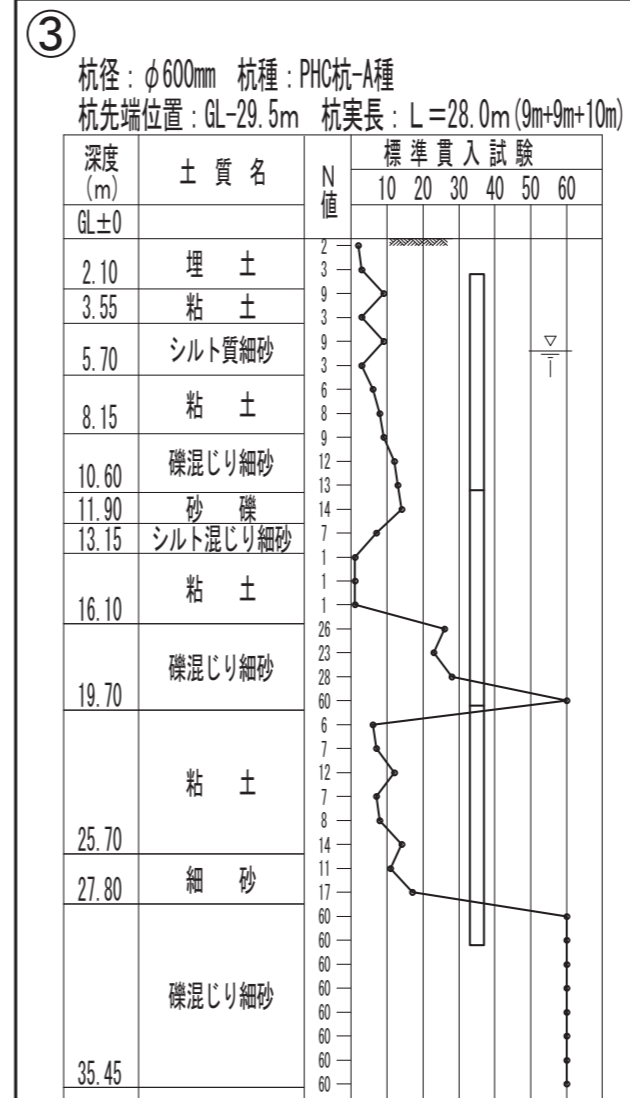 ③
杭径：φ600mm 杭種：PHC杭-A種
杭先端位置：GL-29.5m 杭実長：L=28.0m(9m+9m+10m)
深度(m) 土質名 N値 標準貫入試験
10 20 30 40 50 60
GL±0
2.10 埋土
3.55 粘土
5.70 シルト質細砂
8.15 粘土
10.60 礫混じり細砂
11.90 砂礫
13.15 シルト混じり細砂
16.10 粘土
19.70 礫混じり細砂
25.70 粘土
27.80 細砂
35.45 礫混じり細砂
2
3
9
3
9
3
6
8
9
12
13
14
7
1
1
1
26
23
28
60
6
7
12
7
8
14
11
17
60
60
60
60
60
60
60
60